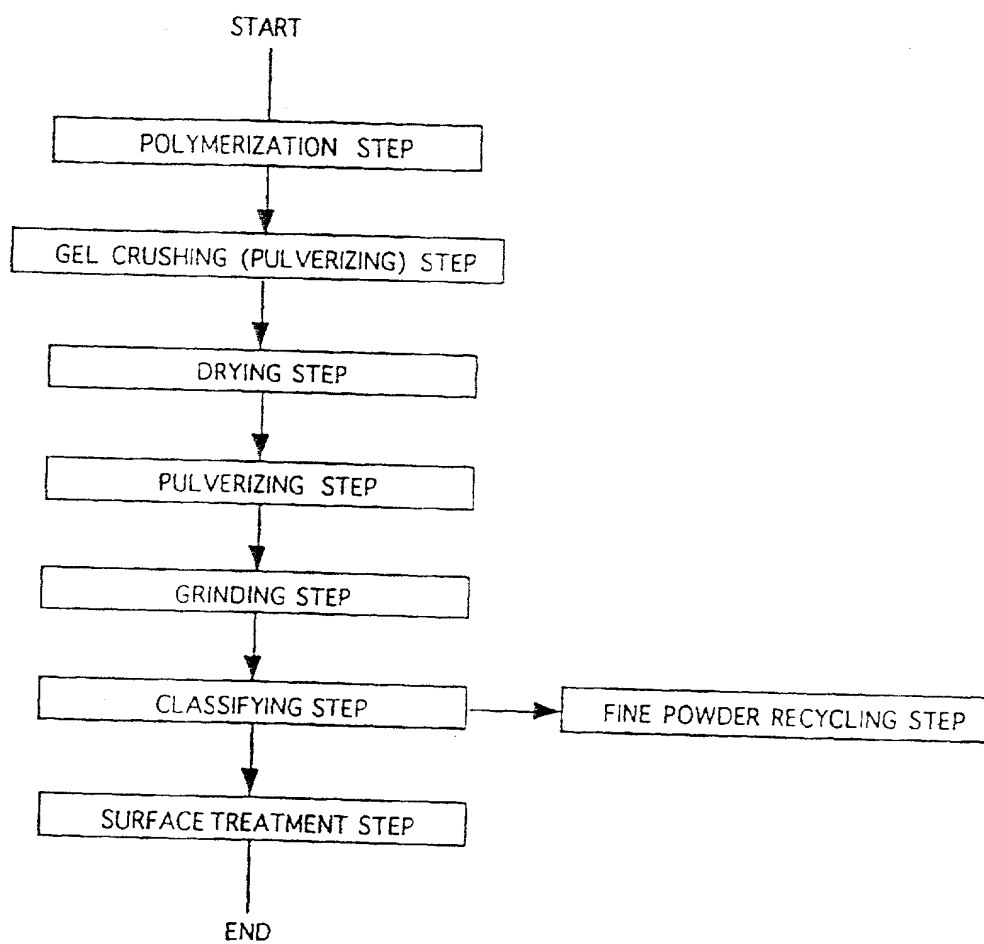 START
POLYMERIZATION STEP
GEL CRUSHING (PULVERIZING) STEP
DRYING STEP
PULVERIZING STEP
GRINDING STEP
CLASSIFYING STEP
FINE POWDER RECYCLING STEP
SURFACE TREATMENT STEP
END